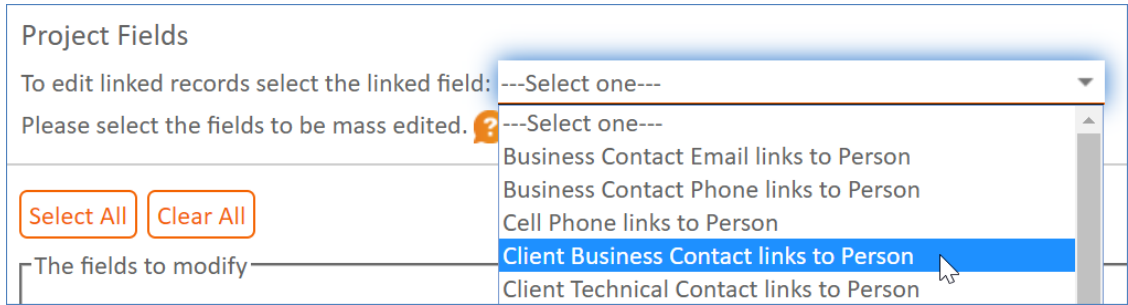 Project Fields
To edit linked records select the linked field: ---Select one---
Please select the fields to be mass edited. ?
---Select one---
Business Contact Email links to Person
Business Contact Phone links to Person
Cell Phone links to Person
Client Business Contact links to Person
Client Technical Contact links to Person
Select All Clear All
The fields to modify